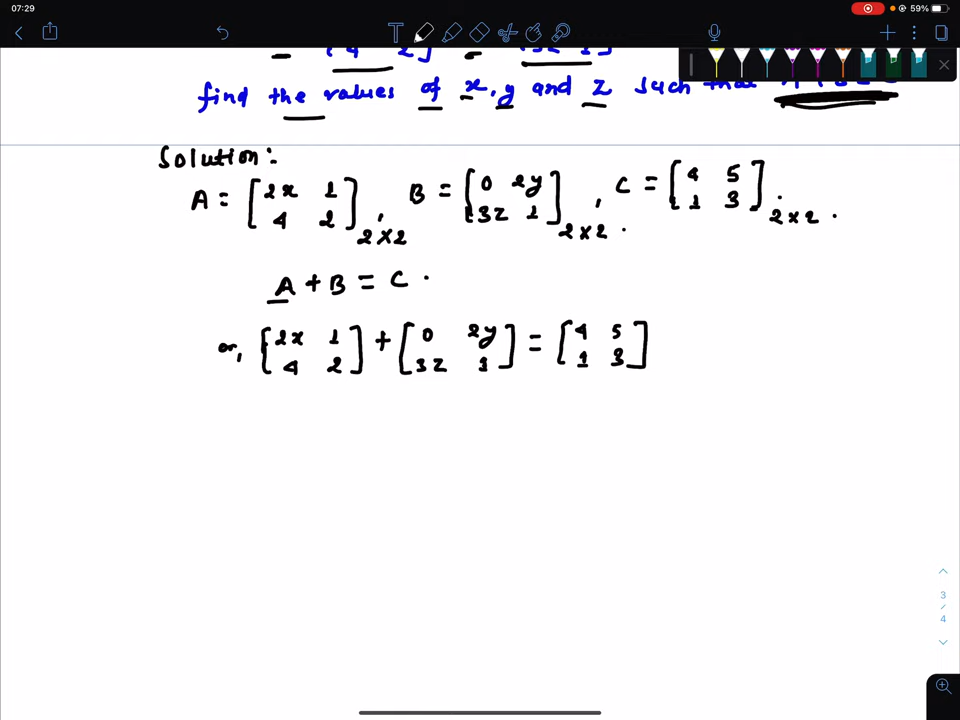 07:29
59%
find the values of x, y and z such that
Solution:
A = [2x 1
4 2]2×2, B = [0 2y
3z 1]2×2. , C = [4 5
1 3]2×2.
A + B = C.
or, [2x 1
4 2] + [0 2y
3z 1] = [4 5
1 3]
3
/
4